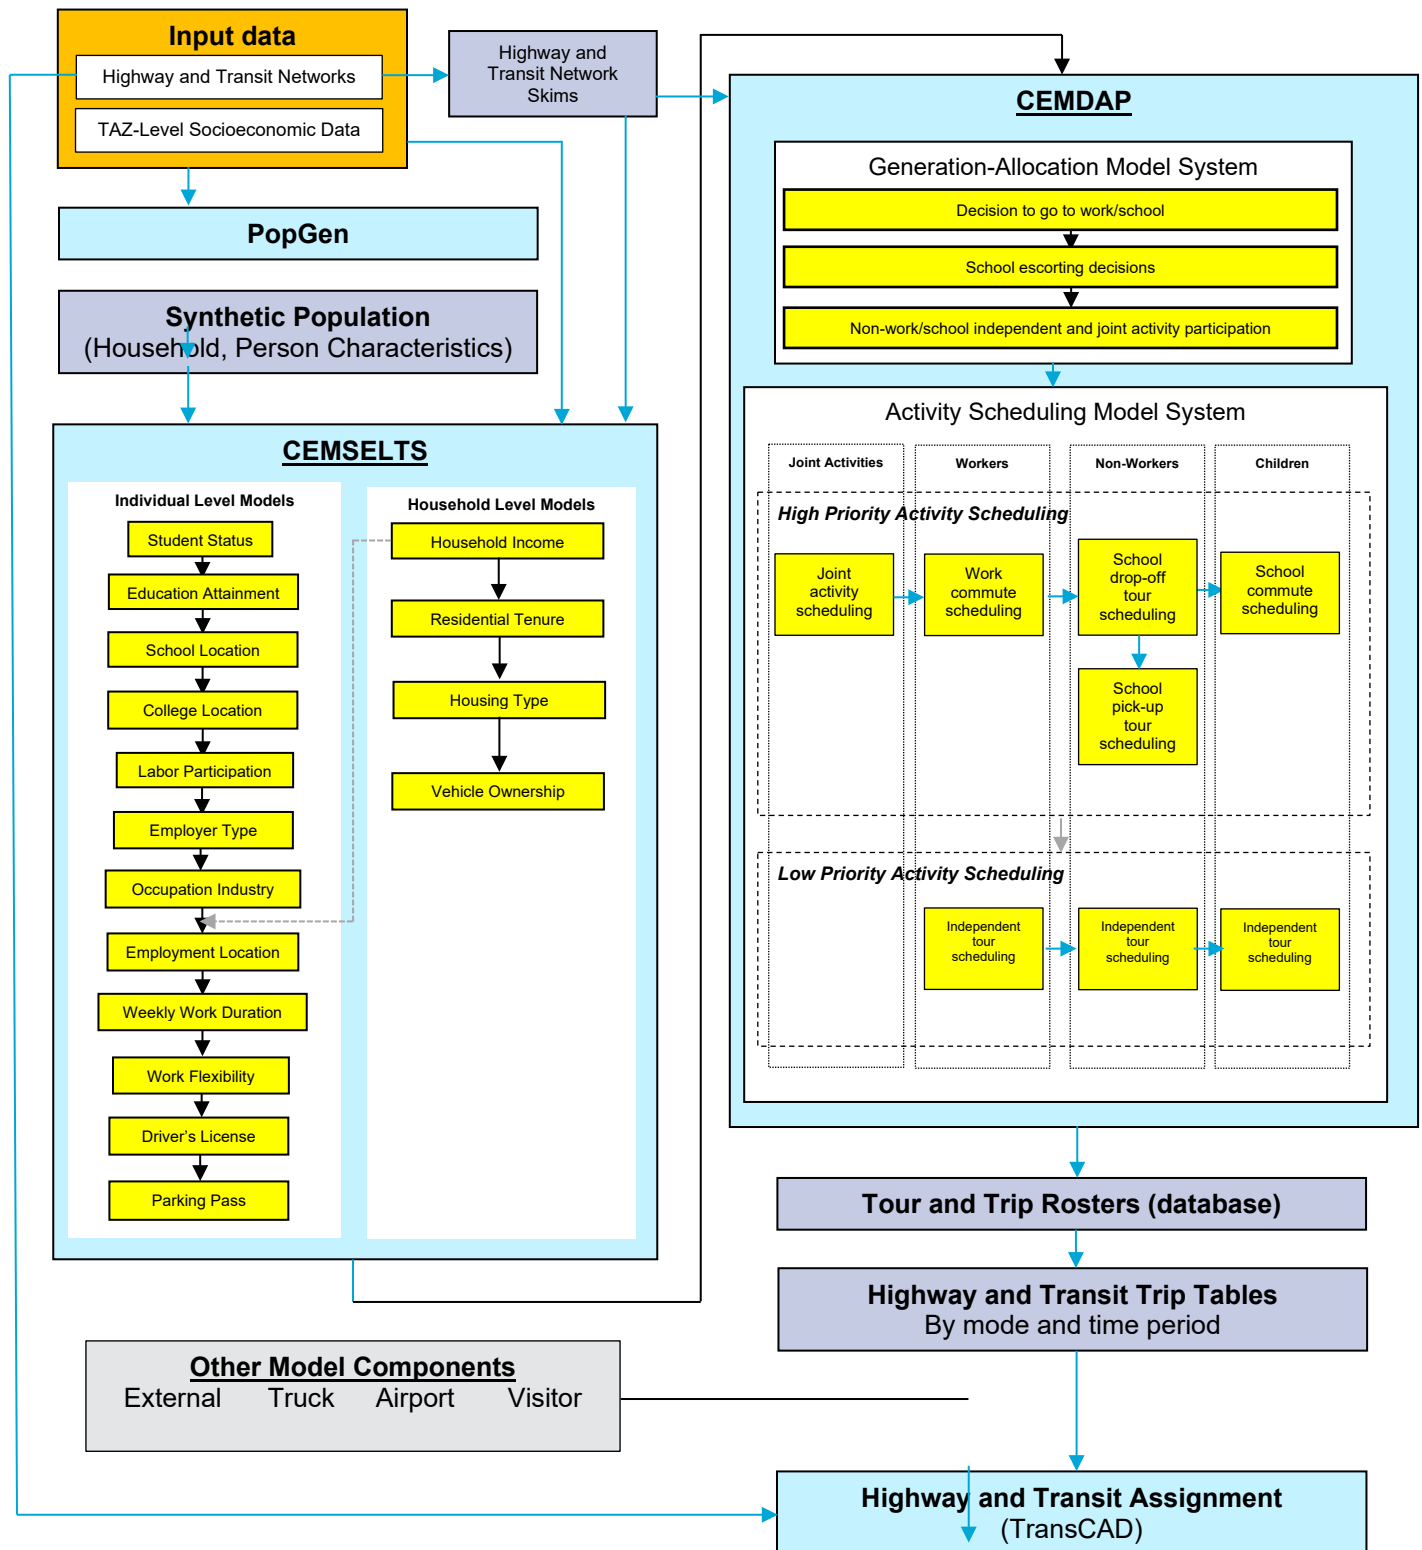 Input data
Highway and Transit Networks
TAZ-Level Socioeconomic Data
Highway and
Transit Network
Skims
PopGen
Synthetic Population
(Household, Person Characteristics)
CEMSELTS
Individual Level Models
Student Status
Education Attainment
School Location
College Location
Labor Participation
Employer Type
Occupation Industry
Employment Location
Weekly Work Duration
Work Flexibility
Driver's License
Parking Pass
Household Level Models
Household Income
Residential Tenure
Housing Type
Vehicle Ownership
Other Model Components
External Truck Airport Visitor
CEMDAP
Generation-Allocation Model System
Decision to go to work/school
School escorting decisions
Non-work/school independent and joint activity participation
Activity Scheduling Model System
Joint Activities
Workers
Non-Workers
Children
High Priority Activity Scheduling
Joint
activity
scheduling
Work
commute
scheduling
School
drop-off
tour
scheduling
School
commute
scheduling
School
pick-up
tour
scheduling
Low Priority Activity Scheduling
Independent
tour
scheduling
Independent
tour
scheduling
Independent
tour
scheduling
Tour and Trip Rosters (database)
Highway and Transit Trip Tables
By mode and time period
Highway and Transit Assignment
(TransCAD)